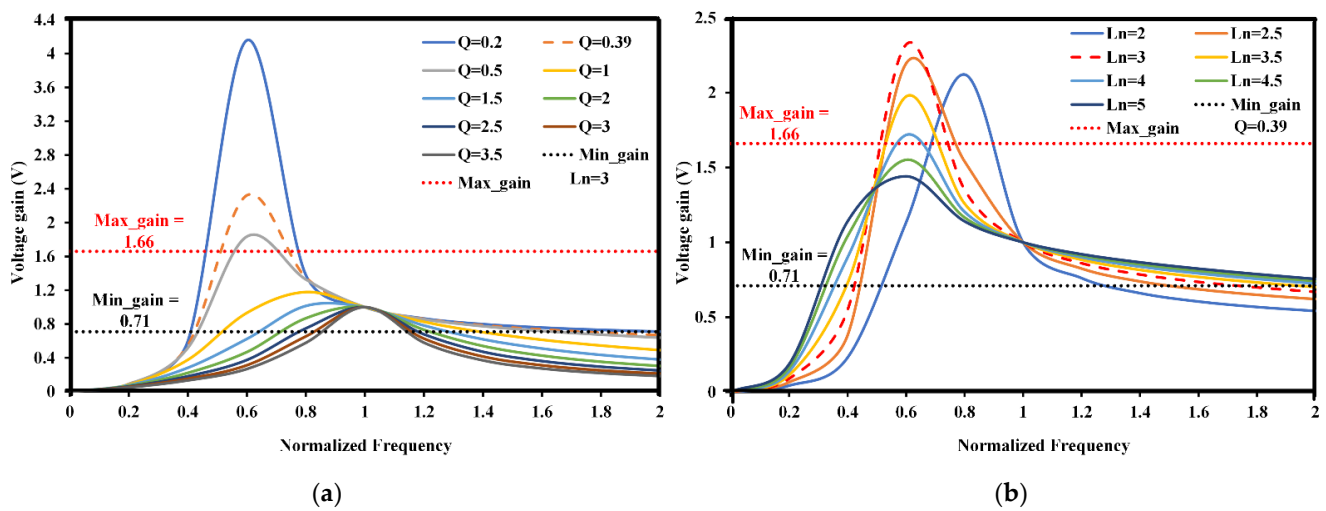 4.4
4
3.6
3.2
2.8
2.4
2
1.6
1.2
0.8
0.4
0
Voltage gain (V)
Q=0.2
Q=0.39
Q=0.5
Q=1
Q=1.5
Q=2
Q=2.5
Q=3
Q=3.5
Min_gain
Max_gain
Ln=3
Max_gain =
1.66
Min_gain =
0.71
0 0.2 0.4 0.6 0.8 1 1.2 1.4 1.6 1.8 2
Normalized Frequency
(a)
2.5
2
1.5
1
0.5
0
Voltage gain (V)
Ln=2
Ln=2.5
Ln=3
Ln=3.5
Ln=4
Ln=4.5
Ln=5
Min_gain
Max_gain
Q=0.39
Max_gain =
1.66
Min_gain =
0.71
0 0.2 0.4 0.6 0.8 1 1.2 1.4 1.6 1.8 2
Normalized Frequency
(b)